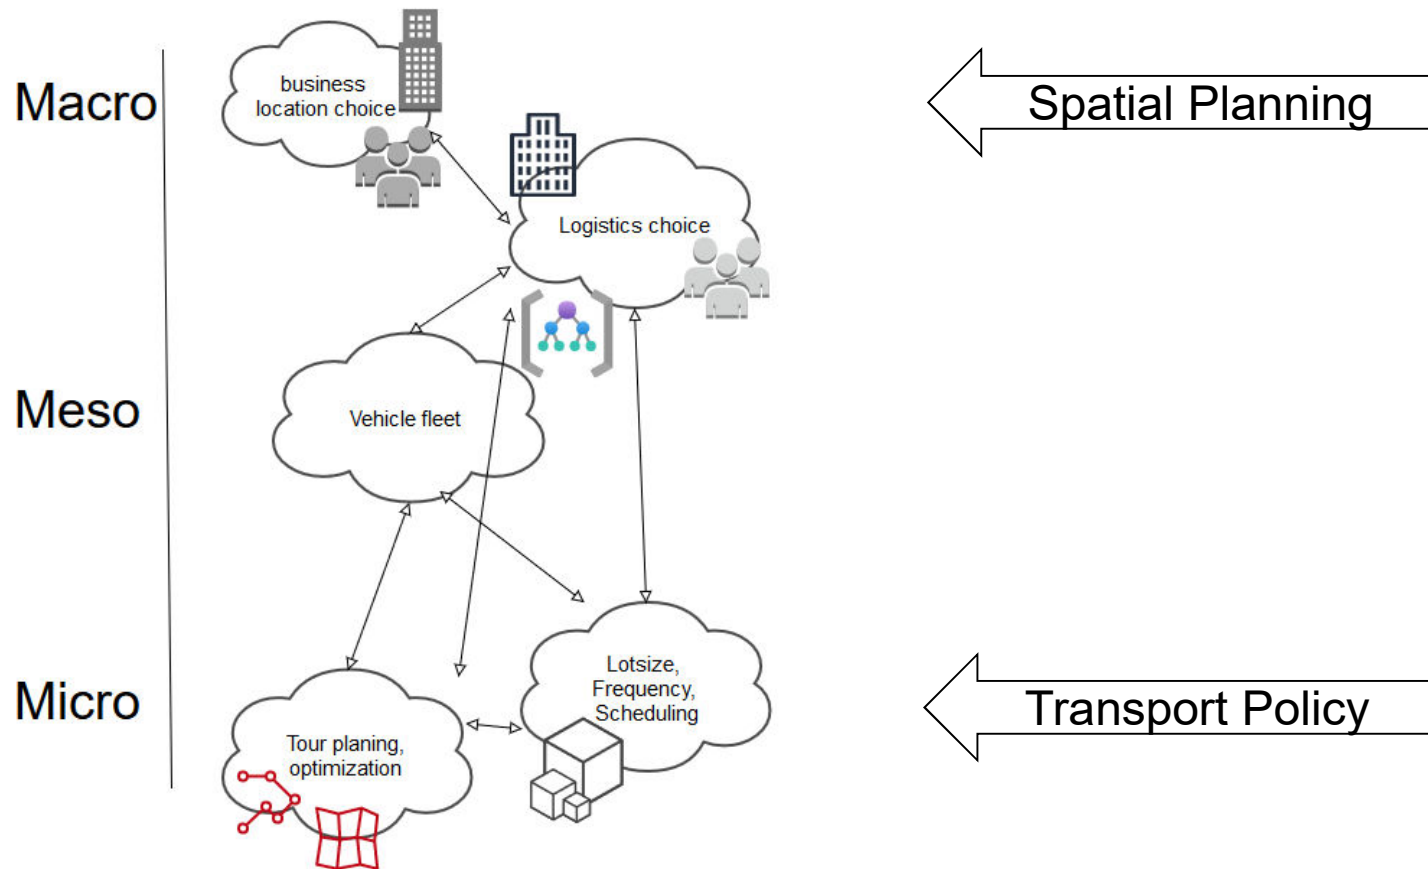 Macro
business
location choice
Spatial Planning
Logistics choice
Meso
Vehicle fleet
Micro
Lotsize,
Frequency,
Scheduling
Transport Policy
Tour planing,
optimization